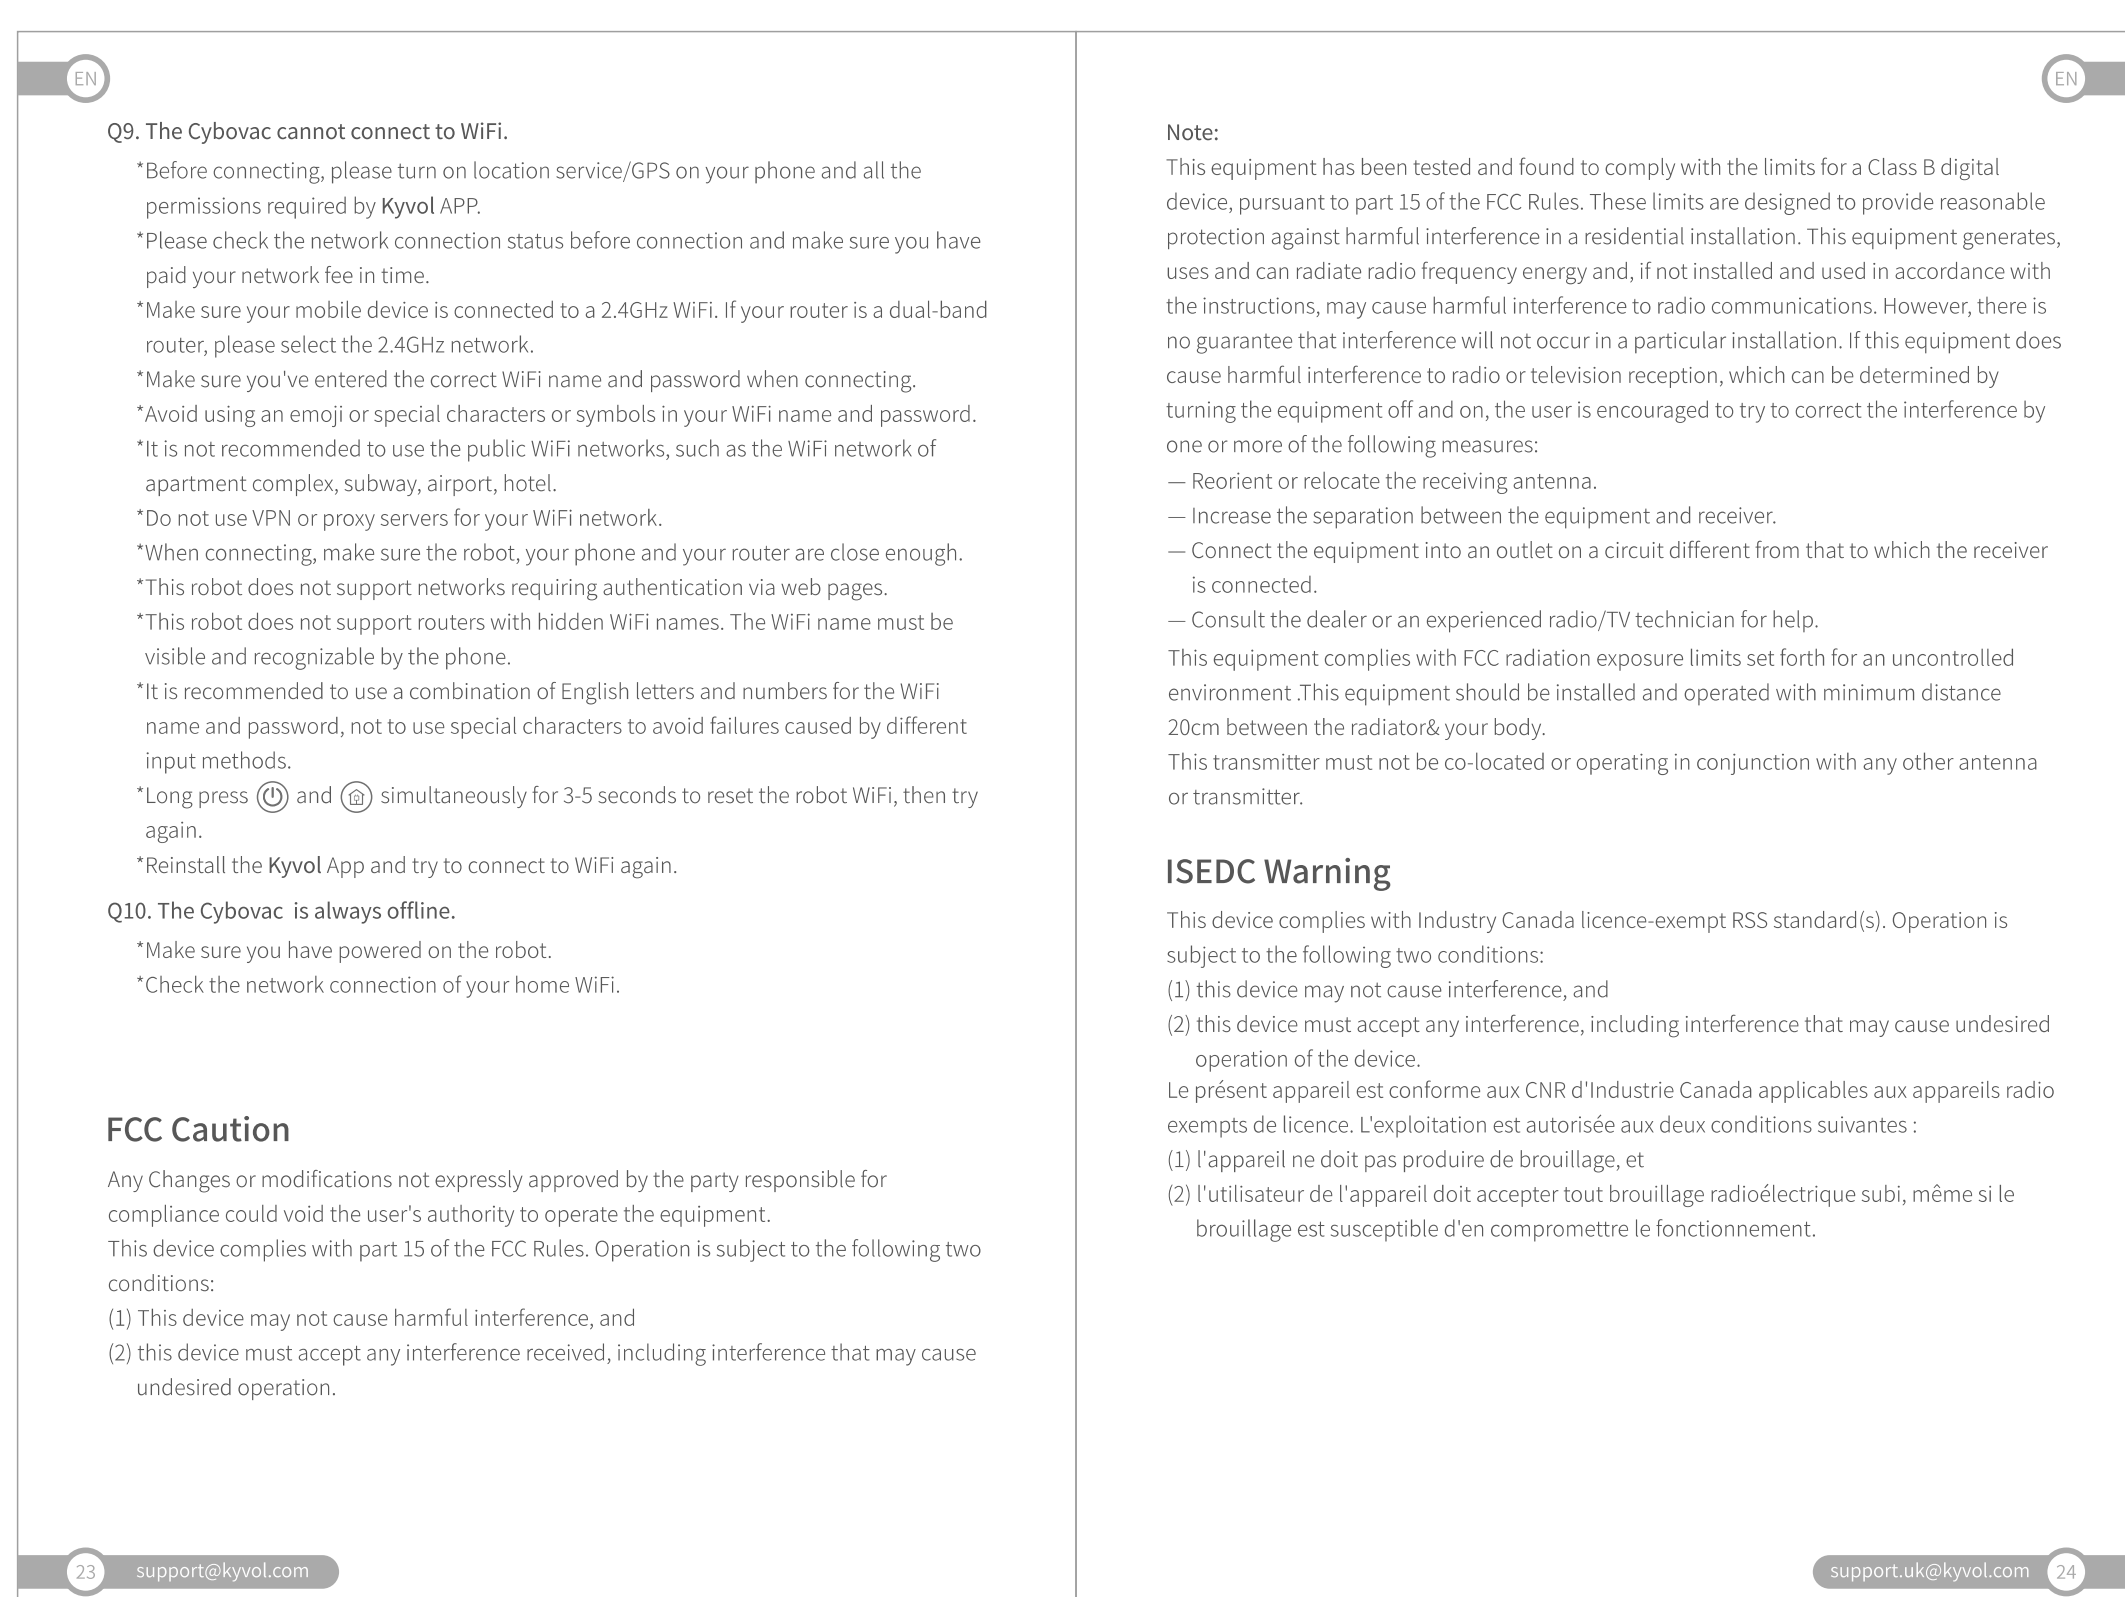 EN
Q9. The Cybovac cannot connect to WiFi.
*Before connecting, please turn on location service/GPS on your phone and all the
permissions required by Kyvol APP.
*Please check the network connection status before connection and make sure you have
paid your network fee in time.
*Make sure your mobile device is connected to a 2.4GHz WiFi. If your router is a dual-band
router, please select the 2.4GHz network.
*Make sure you've entered the correct WiFi name and password when connecting.
*Avoid using an emoji or special characters or symbols in your WiFi name and password.
*It is not recommended to use the public WiFi networks, such as the WiFi network of
apartment complex, subway, airport, hotel.
*Do not use VPN or proxy servers for your WiFi network.
*When connecting, make sure the robot, your phone and your router are close enough.
*This robot does not support networks requiring authentication via web pages.
*This robot does not support routers with hidden WiFi names. The WiFi name must be
visible and recognizable by the phone.
*It is recommended to use a combination of English letters and numbers for the WiFi
name and password, not to use special characters to avoid failures caused by different
input methods.
*Long press and simultaneously for 3-5 seconds to reset the robot WiFi, then try
again.
*Reinstall the Kyvol App and try to connect to WiFi again.
Q10. The Cybovac is always offline.
*Make sure you have powered on the robot.
*Check the network connection of your home WiFi.
FCC Caution
Any Changes or modifications not expressly approved by the party responsible for
compliance could void the user's authority to operate the equipment.
This device complies with part 15 of the FCC Rules. Operation is subject to the following two
conditions:
(1) This device may not cause harmful interference, and
(2) this device must accept any interference received, including interference that may cause
undesired operation.
23
support@kyvol.com
EN
Note:
This equipment has been tested and found to comply with the limits for a Class B digital
device, pursuant to part 15 of the FCC Rules. These limits are designed to provide reasonable
protection against harmful interference in a residential installation. This equipment generates,
uses and can radiate radio frequency energy and, if not installed and used in accordance with
the instructions, may cause harmful interference to radio communications. However, there is
no guarantee that interference will not occur in a particular installation. If this equipment does
cause harmful interference to radio or television reception, which can be determined by
turning the equipment off and on, the user is encouraged to try to correct the interference by
one or more of the following measures:
— Reorient or relocate the receiving antenna.
— Increase the separation between the equipment and receiver.
— Connect the equipment into an outlet on a circuit different from that to which the receiver
is connected.
— Consult the dealer or an experienced radio/TV technician for help.
This equipment complies with FCC radiation exposure limits set forth for an uncontrolled
environment .This equipment should be installed and operated with minimum distance
20cm between the radiator& your body.
This transmitter must not be co-located or operating in conjunction with any other antenna
or transmitter.
ISEDC Warning
This device complies with Industry Canada licence-exempt RSS standard(s). Operation is
subject to the following two conditions:
(1) this device may not cause interference, and
(2) this device must accept any interference, including interference that may cause undesired
operation of the device.
Le présent appareil est conforme aux CNR d'Industrie Canada applicables aux appareils radio
exempts de licence. L'exploitation est autorisée aux deux conditions suivantes :
(1) l'appareil ne doit pas produire de brouillage, et
(2) l'utilisateur de l'appareil doit accepter tout brouillage radioélectrique subi, même si le
brouillage est susceptible d'en compromettre le fonctionnement.
support.uk@kyvol.com
24